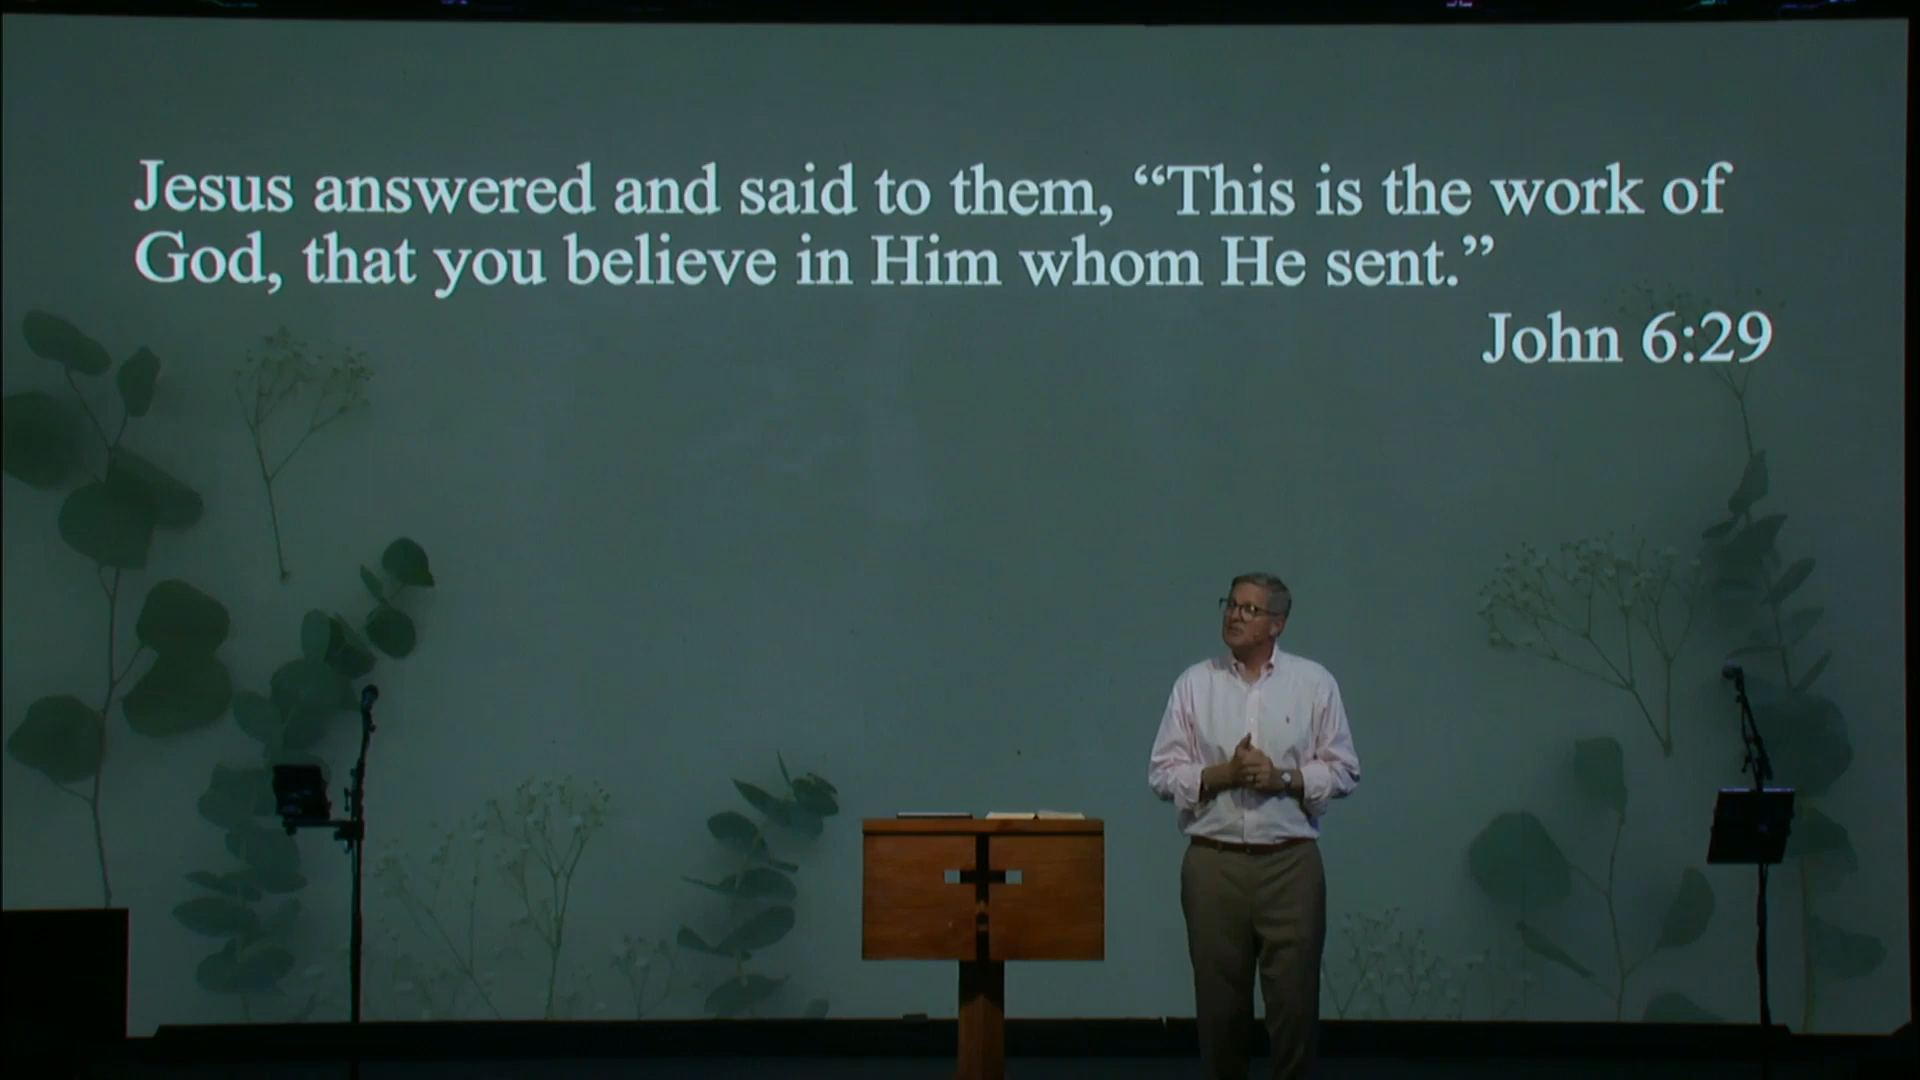 Jesus answered and said to them, “This is the work of
God, that you believe in Him whom He sent.”
John 6:29